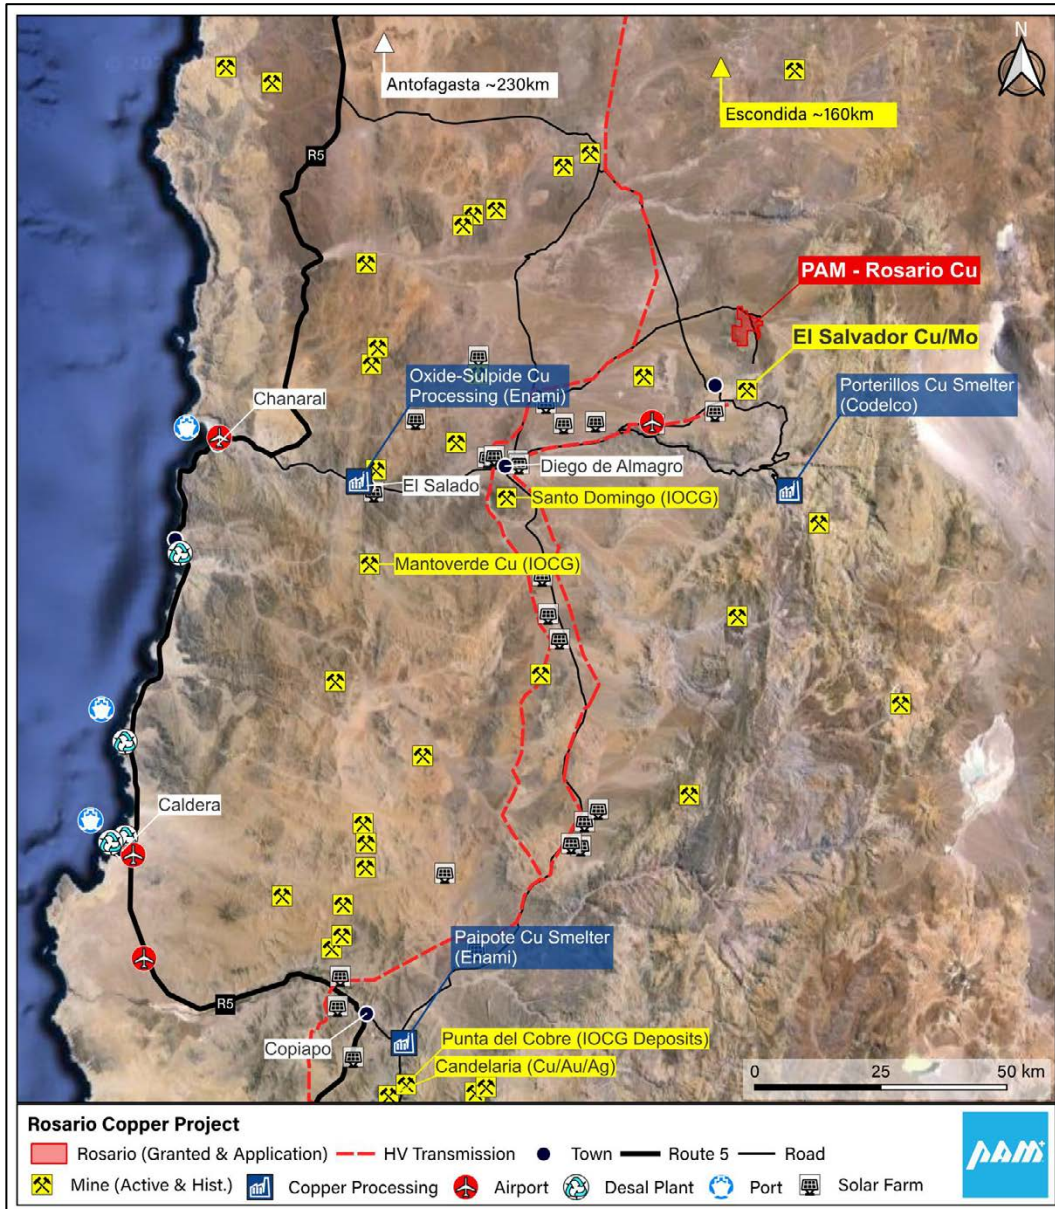 N
Antofagasta ~230km
Escondida ~160km
R5
PAM - Rosario Cu
El Salvador Cu/Mo
Oxide-Sulpide Cu
Processing (Enami)
Porterillos Cu Smelter
(Codelco)
Chanaral
Diego de Almagro
El Salado
Santo Domingo (IOCG)
Mantoverde Cu (IOCG)
Caldera
Paipote Cu Smelter
(Enami)
R5
Copiapo
Punta del Cobre (IOCG Deposits)
Candelaria (Cu/Au/Ag)
0 25 50 km
Rosario Copper Project
Rosario (Granted & Application) HV Transmission Town Route 5 Road
Mine (Active & Hist.) Copper Processing Airport Desal Plant Port Solar Farm
PAM